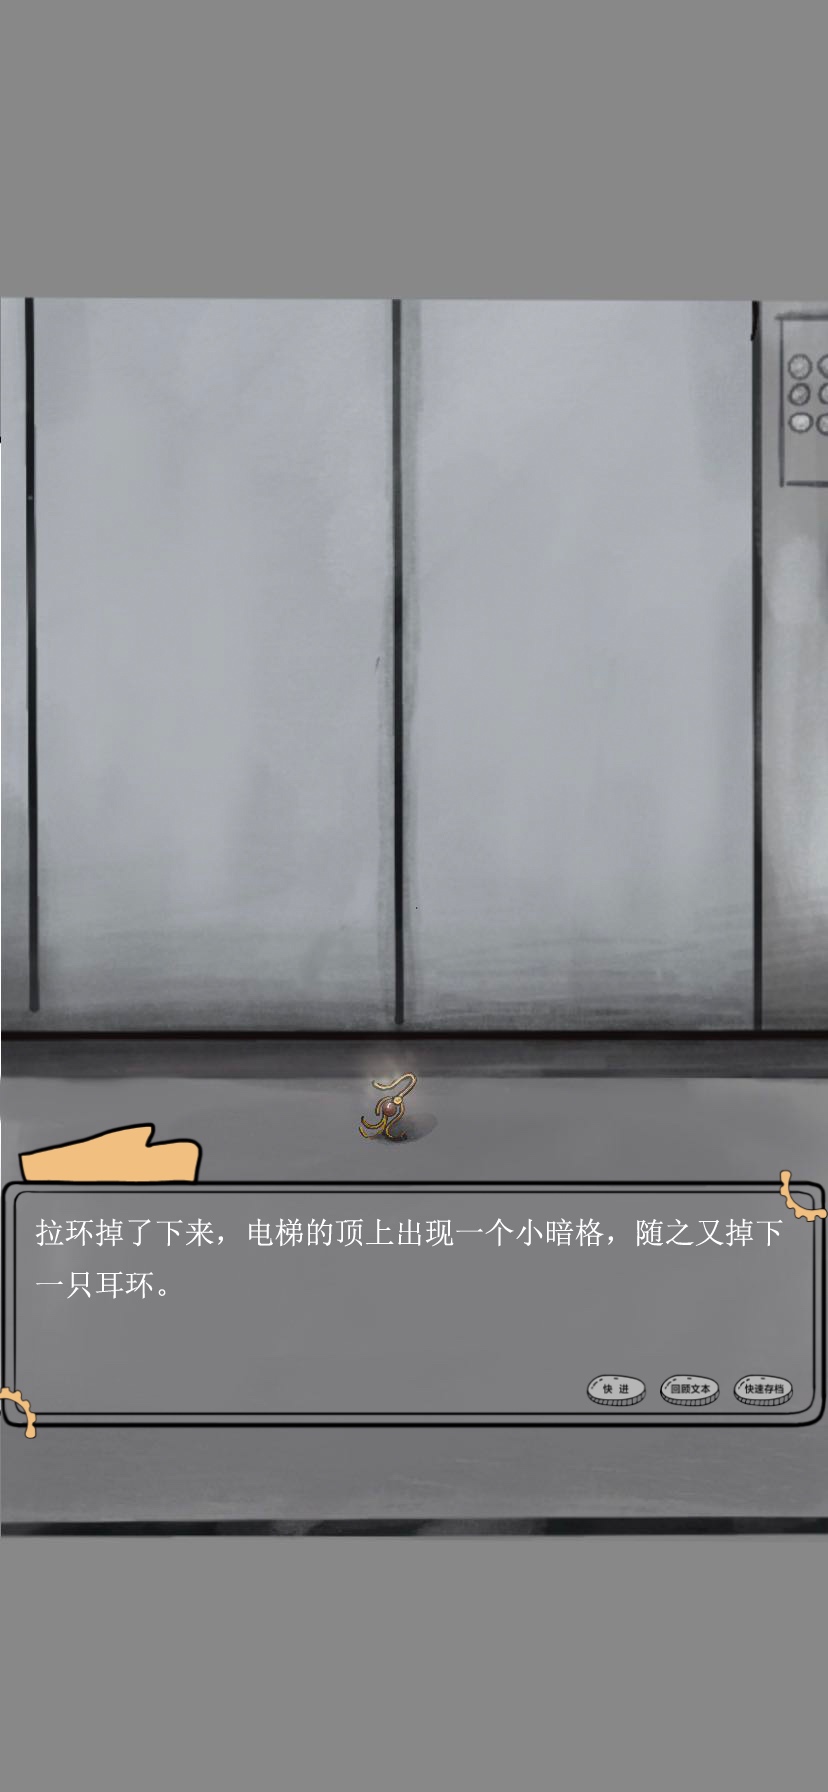 拉环掉了下来，电梯的顶上出现一个小暗格，随之又掉下
一只耳环。
快 进 回顾文本 快速存档